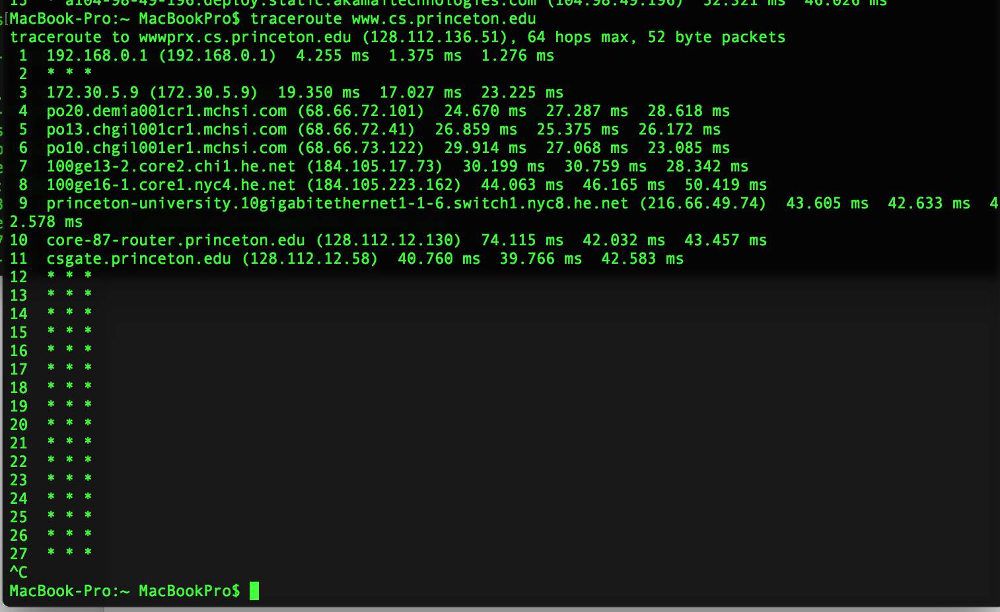 15 * a104-98-49-196.deploy.static.akamaitechnologies.com (104.98.49.196) 52.321 ms 46.026 ms
[MacBook-Pro:~ MacBookPro$ traceroute www.cs.princeton.edu
traceroute to wwwprx.cs.princeton.edu (128.112.136.51), 64 hops max, 52 byte packets
1 192.168.0.1 (192.168.0.1) 4.255 ms 1.375 ms 1.276 ms
2 * * *
3 172.30.5.9 (172.30.5.9) 19.350 ms 17.027 ms 23.225 ms
4 po20.demia001cr1.mchsi.com (68.66.72.101) 24.670 ms 27.287 ms 28.618 ms
5 po13.chgil001cr1.mchsi.com (68.66.72.41) 26.859 ms 25.375 ms 26.172 ms
6 po10.chgil001er1.mchsi.com (68.66.73.122) 29.914 ms 27.068 ms 23.085 ms
7 100ge13-2.core2.chi1.he.net (184.105.17.73) 30.199 ms 30.759 ms 28.342 ms
8 100ge16-1.core1.nyc4.he.net (184.105.223.162) 44.063 ms 46.165 ms 50.419 ms
9 princeton-university.10gigabitethernet1-1-6.switch1.nyc8.he.net (216.66.49.74) 43.605 ms 42.633 ms 4
2.578 ms
10 core-87-router.princeton.edu (128.112.12.130) 74.115 ms 42.032 ms 43.457 ms
11 csgate.princeton.edu (128.112.12.58) 40.760 ms 39.766 ms 42.583 ms
12 * * *
13 * * *
14 * * *
15 * * *
16 * * *
17 * * *
18 * * *
19 * * *
20 * * *
21 * * *
22 * * *
23 * * *
24 * * *
25 * * *
26 * * *
27 * * *
^C
MacBook-Pro:~ MacBookPro$